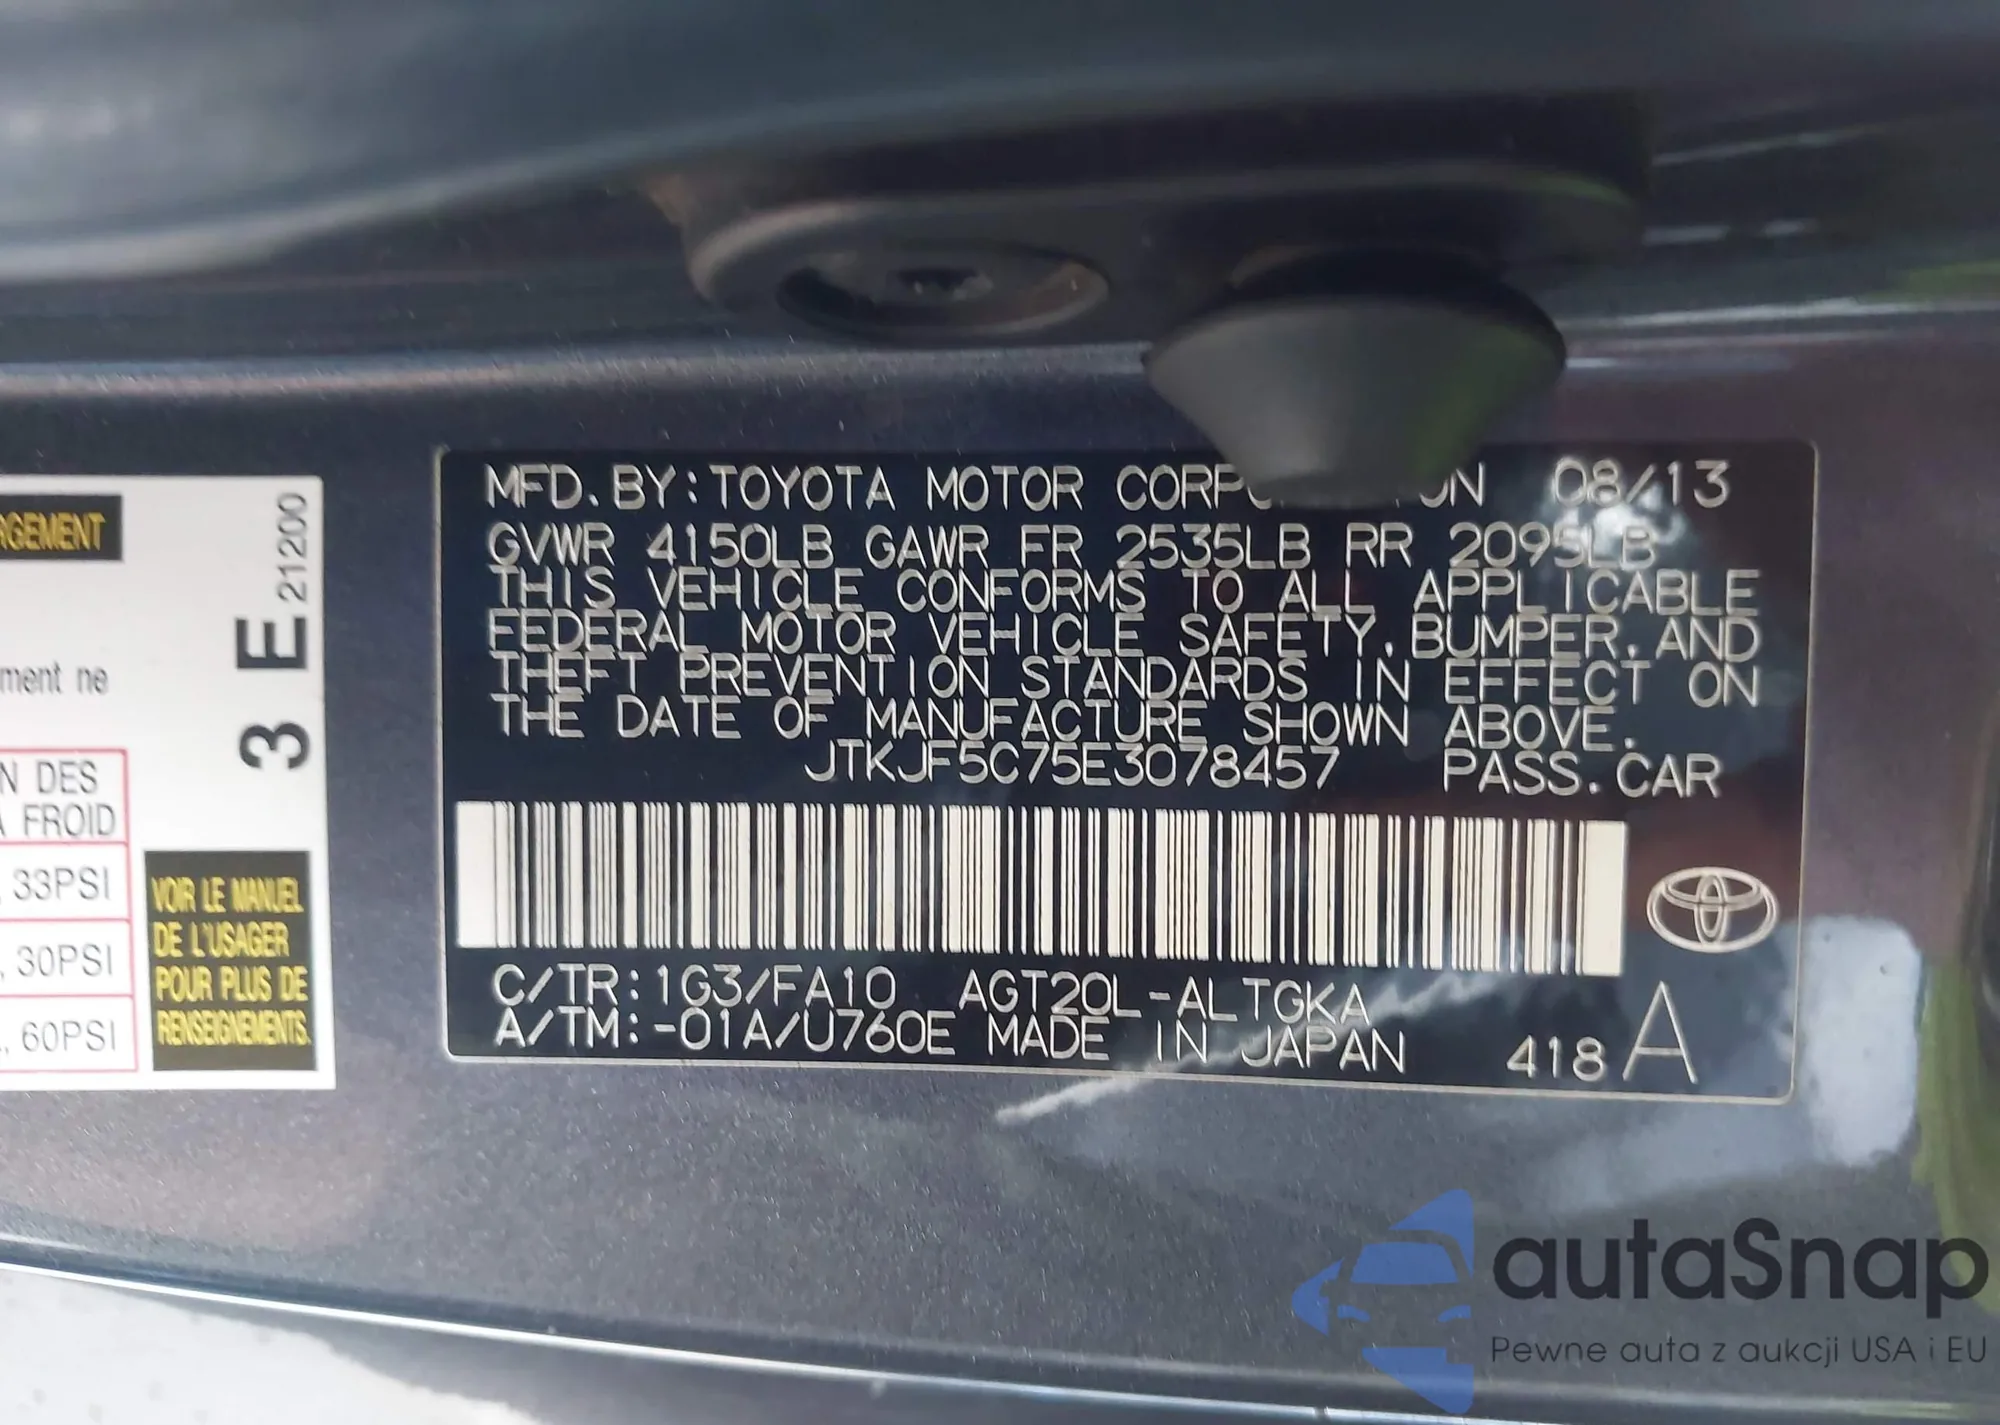 RGEMENT
3 E 21200
ment ne
N DES
A FROID
33PSI
30PSI
60PSI
VOIR LE MANUEL
DE L'USAGER
POUR PLUS DE
RENSEIGNEMENTS.
MFD. BY: TOYOTA MOTOR CORPO ON 08/13
GVWR 4150LB GAWR FR 2535LB RR 2095LB
THIS VEHICLE CONFORMS TO ALL APPLICABLE
FEDERAL MOTOR VEHICLE SAFETY, BUMPER, AND
THEFT PREVENTION STANDARDS IN EFFECT ON
THE DATE OF MANUFACTURE SHOWN ABOVE.
JTKJF5C75E3078457 PASS. CAR
C/TR: 1G3/FA10 AGT20L-ALTGKA
A/TM: -01A/U760E MADE IN JAPAN 418 A
autaSnap
Pewne auta z aukcji USA i EU